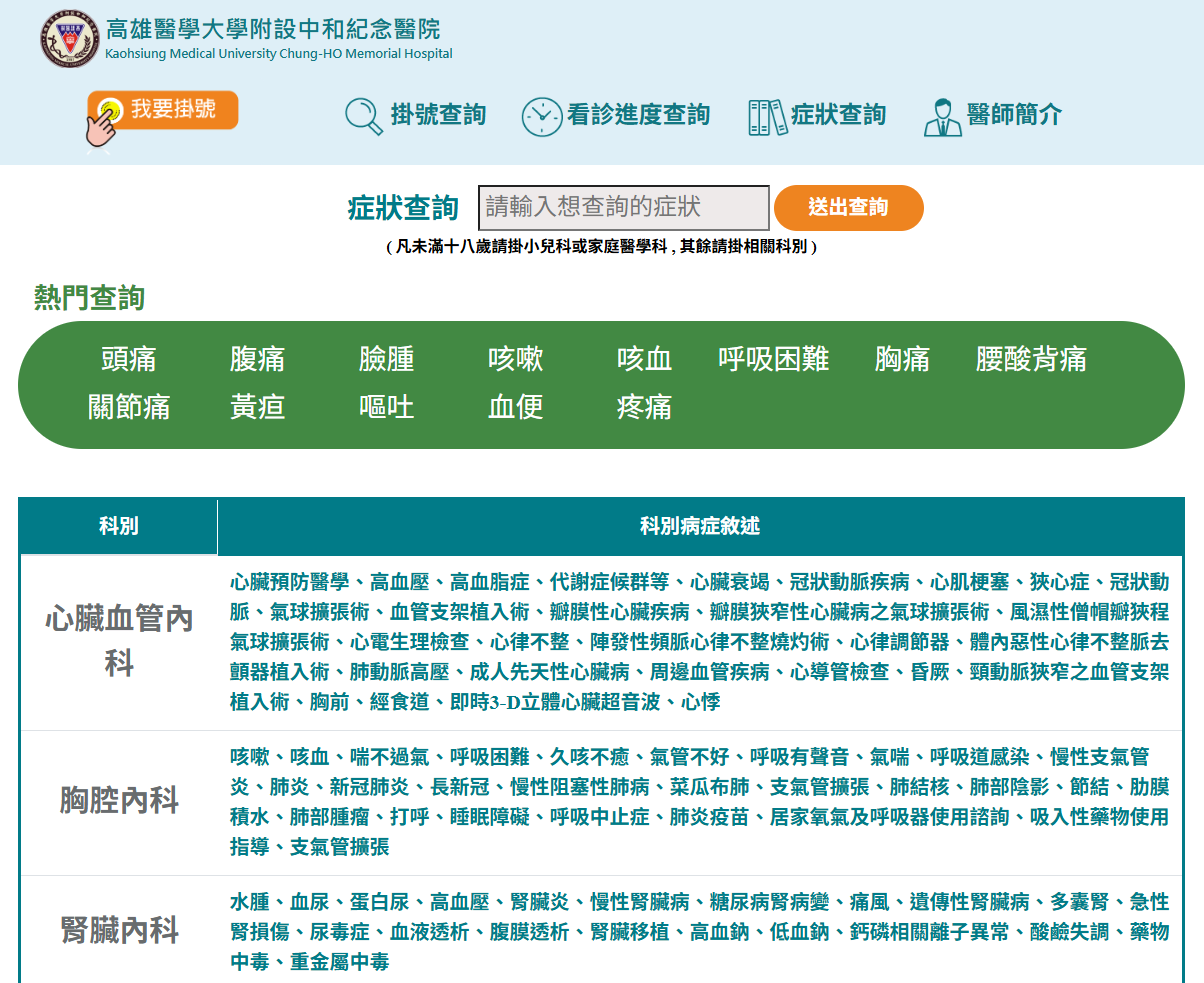 高雄醫學大學附設中和紀念醫院
Kaohsiung Medical University Chung-HO Memorial Hospital
我要掛號
掛號查詢
看診進度查詢
症狀查詢
醫師簡介
症狀查詢
請輸入想查詢的症狀
送出查詢
( 凡未滿十八歲請掛小兒科或家庭醫學科 , 其餘請掛相關科別 )
熱門查詢
頭痛 腹痛 臉腫 咳嗽 咳血 呼吸困難 胸痛 腰酸背痛
關節痛 黃疸 嘔吐 血便 疼痛
科別 科別病症敘述
心臟血管內
科
心臟預防醫學、高血壓、高血脂症、代謝症候群等、心臟衰竭、冠狀動脈疾病、心肌梗塞、狹心症、冠狀動
脈、氣球擴張術、血管支架植入術、瓣膜性心臟疾病、瓣膜狹窄性心臟病之氣球擴張術、風濕性僧帽瓣狹程
氣球擴張術、心電生理檢查、心律不整、陣發性頻脈心律不整燒灼術、心律調節器、體內惡性心律不整脈去
顫器植入術、肺動脈高壓、成人先天性心臟病、周邊血管疾病、心導管檢查、昏厥、頸動脈狹窄之血管支架
植入術、胸前、經食道、即時3-D立體心臟超音波、心悸
胸腔內科
咳嗽、咳血、喘不過氣、呼吸困難、久咳不癒、氣管不好、呼吸有聲音、氣喘、呼吸道感染、慢性支氣管
炎、肺炎、新冠肺炎、長新冠、慢性阻塞性肺病、菜瓜布肺、支氣管擴張、肺結核、肺部陰影、節結、肋膜
積水、肺部腫瘤、打呼、睡眠障礙、呼吸中止症、肺炎疫苗、居家氧氣及呼吸器使用諮詢、吸入性藥物使用
指導、支氣管擴張
腎臟內科
水腫、血尿、蛋白尿、高血壓、腎臟炎、慢性腎臟病、糖尿病腎病變、痛風、遺傳性腎臟病、多囊腎、急性
腎損傷、尿毒症、血液透析、腹膜透析、腎臟移植、高血鈉、低血鈉、鈣磷相關離子異常、酸鹼失調、藥物
中毒、重金屬中毒